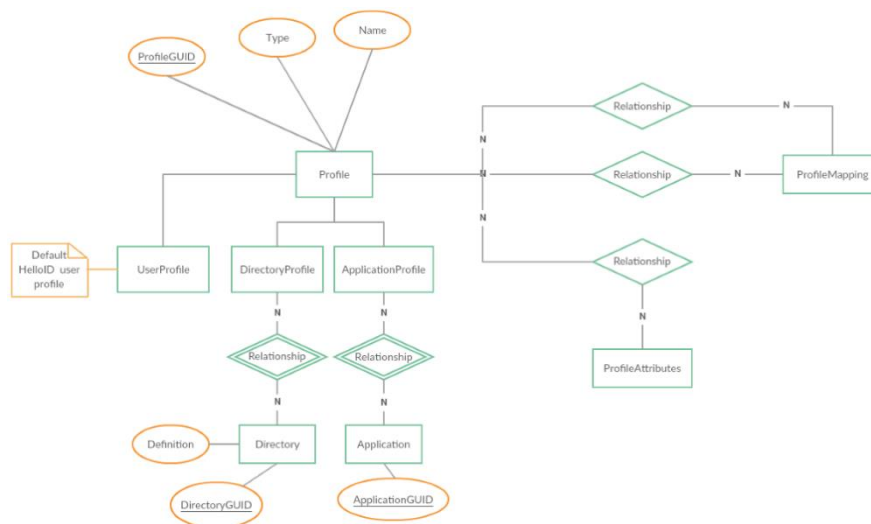 Name
Type
ProfileGUID
Relationship
N
N
N
Relationship
N
N
Profile
ProfileMapping
N
Default
HelloID user
profile
UserProfile
DirectoryProfile
ApplicationProfile
Relationship
N
N
N
Relationship
Relationship
ProfileAttributes
N
N
Definition
Directory
Application
DirectoryGUID
ApplicationGUID